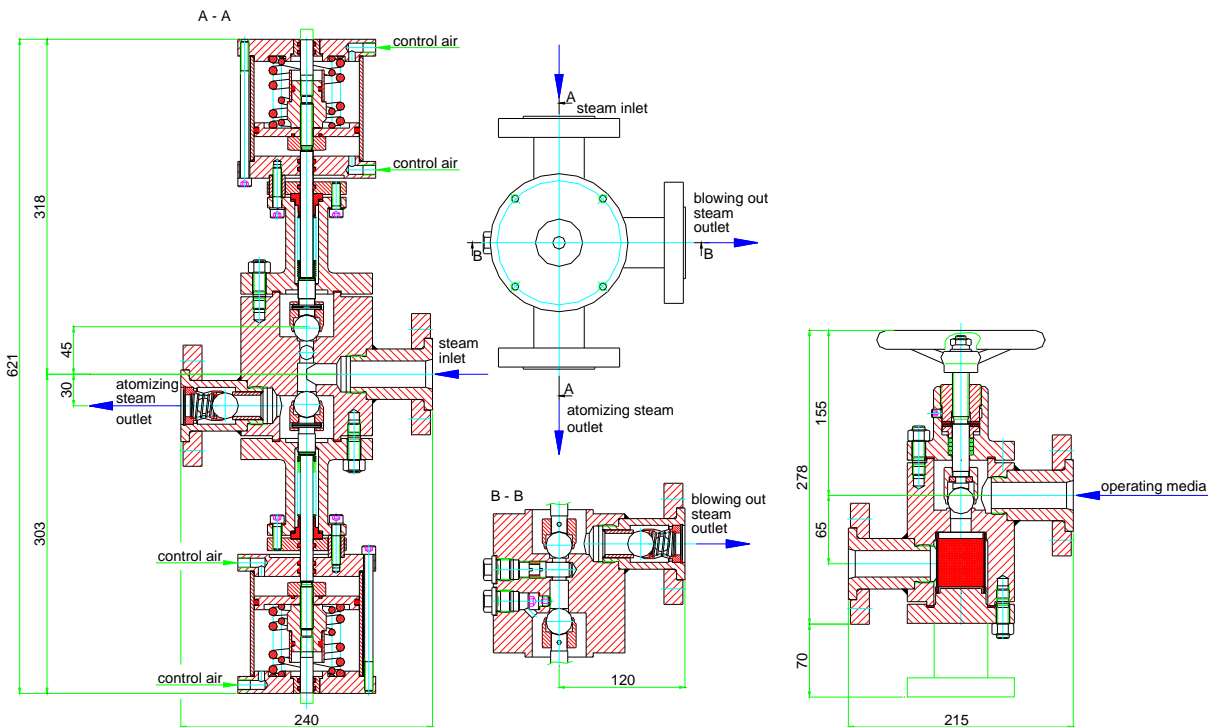 A - A
control air
control air
318
621
45
30
303
steam
inlet
atomizing
steam
outlet
control air
control air
240
A
steam inlet
blowing out
steam
outlet
B
B
A
atomizing steam
outlet
B - B
blowing out
steam
outlet
120
155
278
65
70
operating media
215